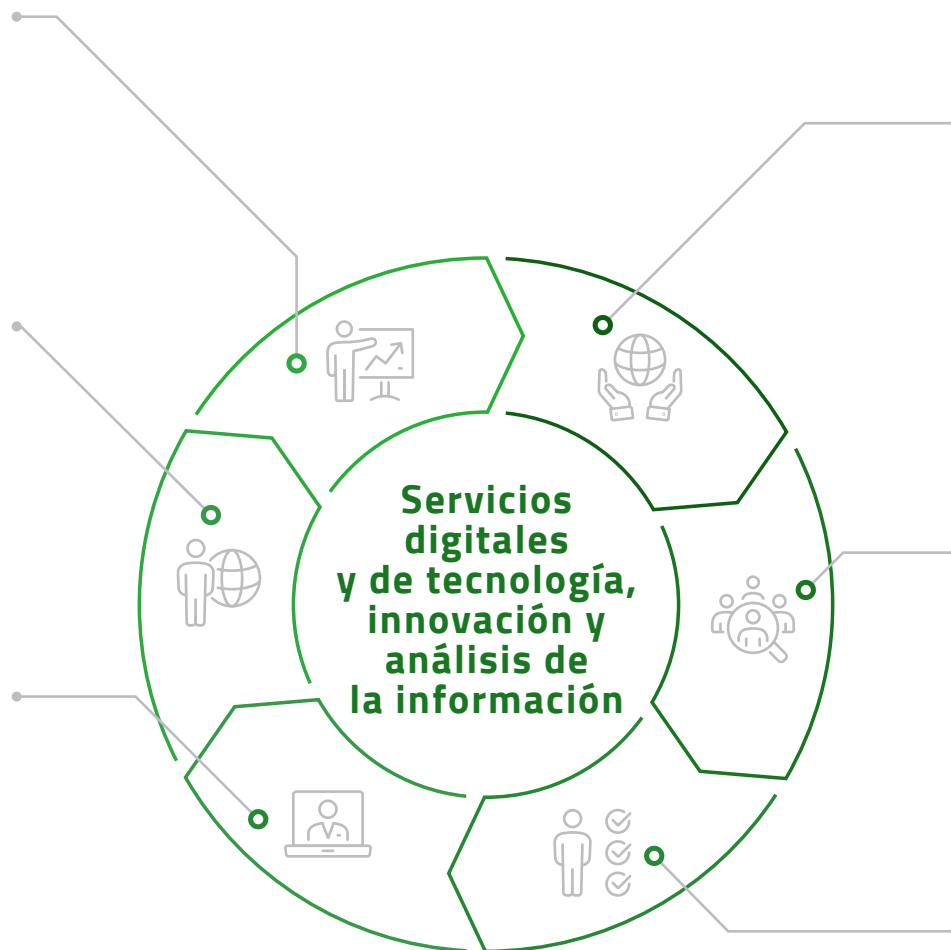 Servicios
digitales
y de tecnología,
innovación y
análisis de
la información